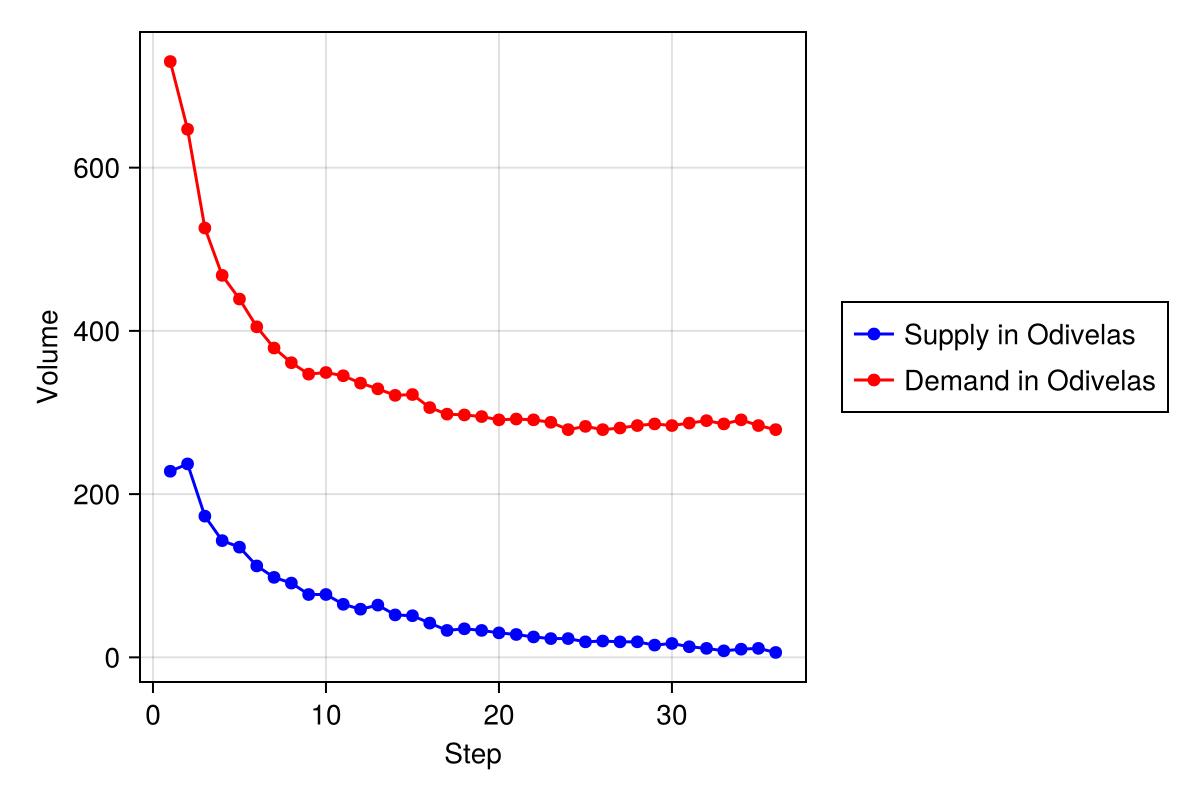 600
400
200
0
Volume
0 10 20 30
Step
Supply in Odivelas
Demand in Odivelas